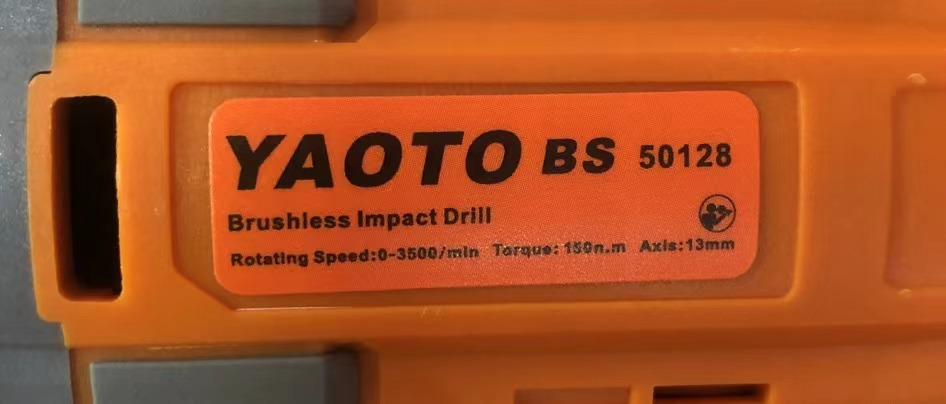 YAOTO BS 50128
Brushless Impact Drill
Rotating Speed:0-3500/min Torque: 150n.m Axis:13mm